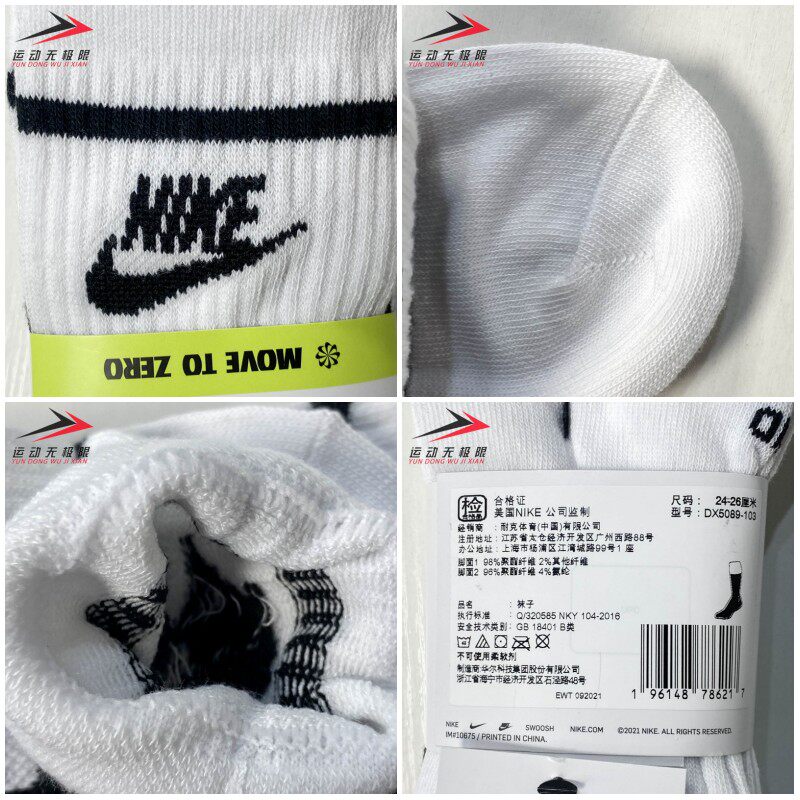 运动无极限
YUN DONG WU JI XIAN
NIKE
MOVE TO ZERO
运动无极限
YUN DONG WU JI XIAN
运动无极限
YUN DONG WU JI XIAN
运动无极限
YUN DONG WU JI XIAN
检
合格证
美国NIKE 公司监制
尺码: 24-26厘米
型号: DX5089-103
经销商: 耐克体育(中国)有限公司
注册地址: 江苏省太仓经济开发区广州西路88号
办公地址: 上海市杨浦区江湾城路99号1座
脚面1 98%聚酯纤维 2%其他纤维
脚面2 96%聚酯纤维 4%氨纶
品名: 袜子
执行标准: Q/320585 NKY 104-2016
安全技术类别: GB 18401 B类
不可使用柔软剂
制造商:华尔科技集团股份有限公司
浙江省海宁市经济开发区石泾路48号
EWT 092021
1 96148 78621 7
NIKE SWOOSH NIKE.COM ©2021 NIKE. ALL RIGHTS RESERVED.
IM#10675 / PRINTED IN CHINA.